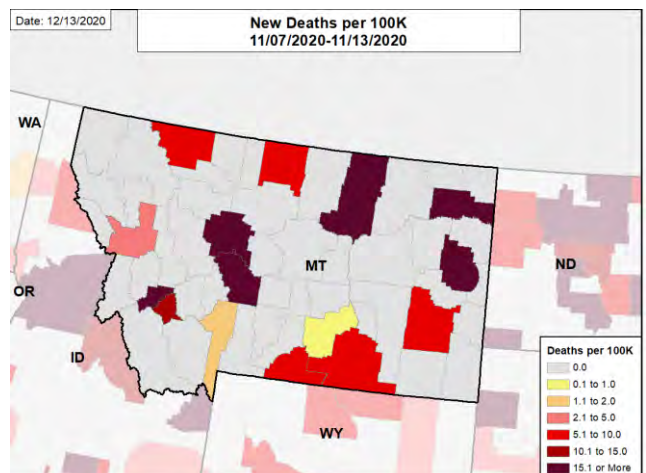 Date: 12/13/2020
New Deaths per 100K
11/07/2020-11/13/2020
WA
MT
ND
OR
ID
WY
Deaths per 100K
0.0
0.1 to 1.0
1.1 to 2.0
2.1 to 5.0
5.1 to 10.0
10.1 to 15.0
15.1 or More